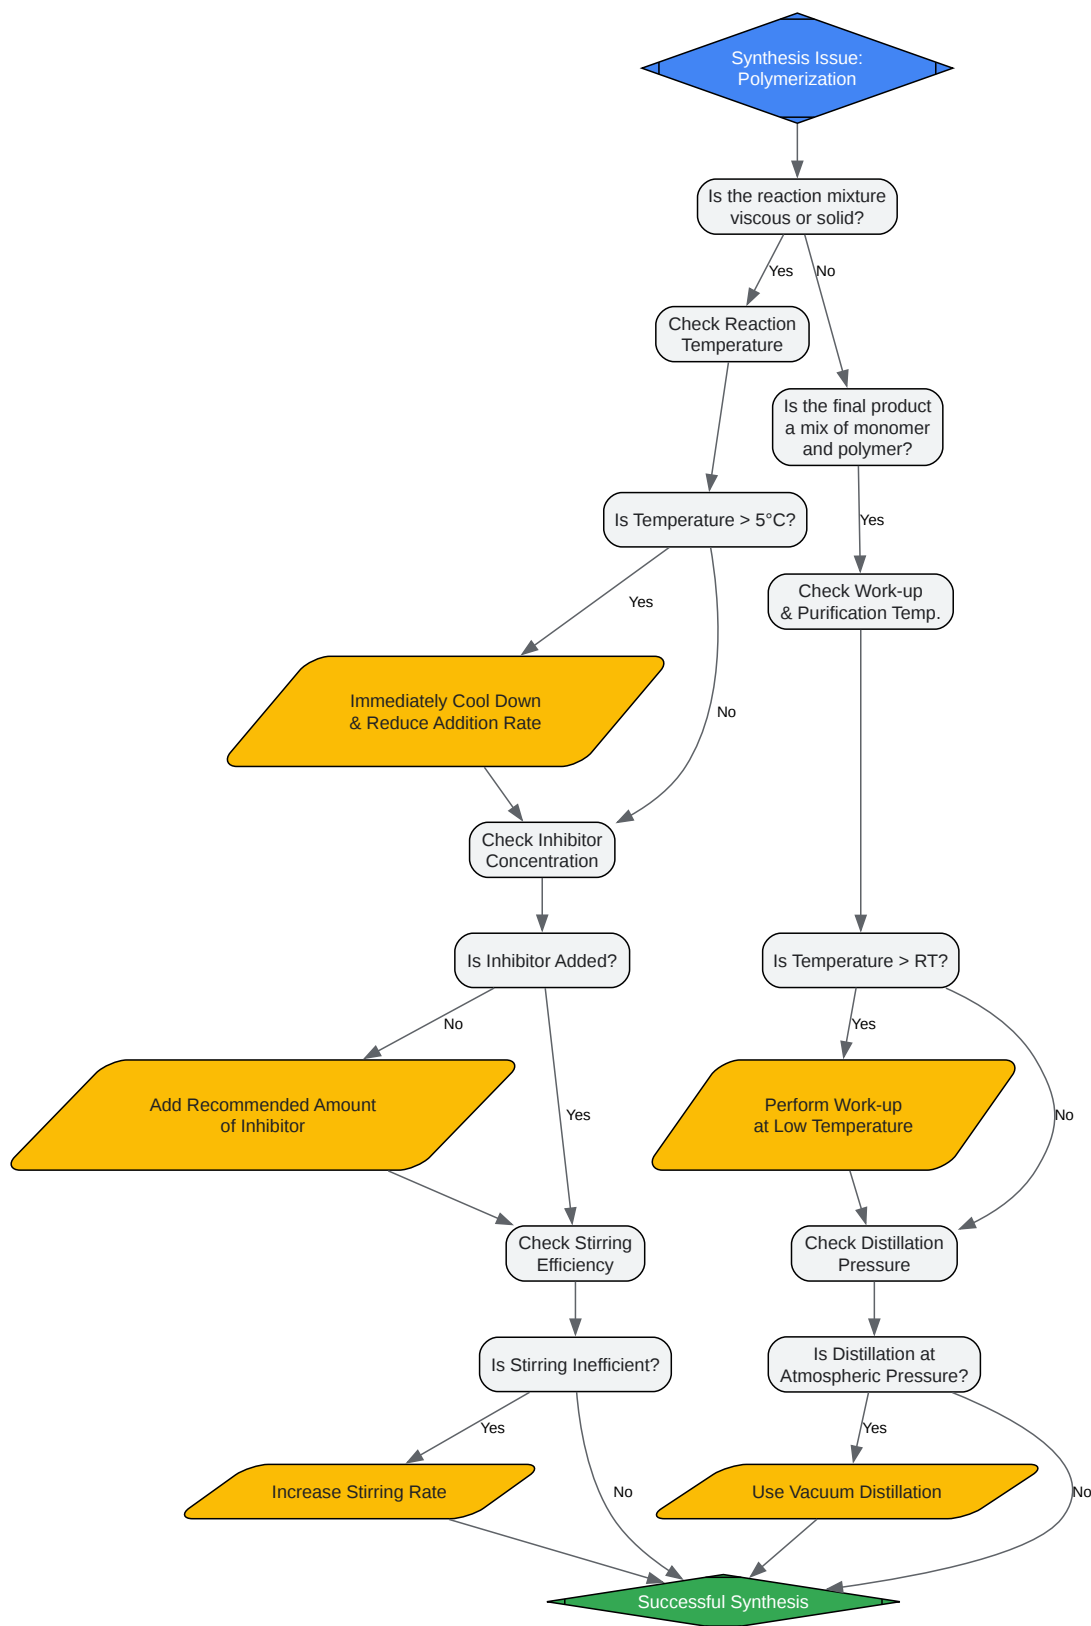 Synthesis Issue:
Polymerization
Is the reaction mixture
viscous or solid?
Yes
No
Check Reaction
Temperature
Is the final product
a mix of monomer
and polymer?
Is Temperature > 5°C?
Yes
Check Work-up
& Purification Temp.
Yes
Immediately Cool Down
& Reduce Addition Rate
No
Check Inhibitor
Concentration
Is Inhibitor Added?
Is Temperature > RT?
No
Yes
Add Recommended Amount
of Inhibitor
Yes
Perform Work-up
at Low Temperature
No
Check Stirring
Efficiency
Check Distillation
Pressure
Is Stirring Inefficient?
Is Distillation at
Atmospheric Pressure?
Yes
Yes
Increase Stirring Rate
No
Use Vacuum Distillation
No
Successful Synthesis